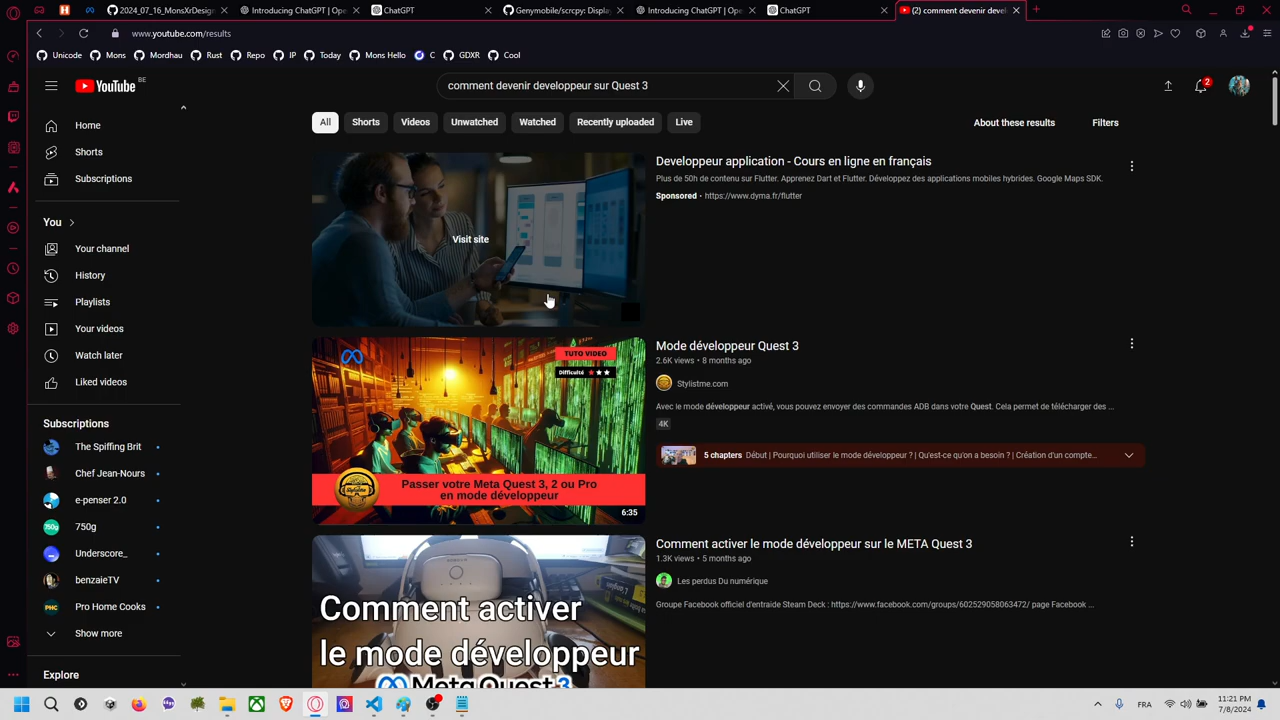 2024_07_10_MonsXrDesign
Introducing ChatGPT | Ope
ChatGPT
Genymobile/scrcpy: Display
Introducing ChatGPT | Ope
ChatGPT
(2) comment devenir devel
www.youtube.com/results
Unicode
Mons
Mordhau
Rust
Repo
IP
Today
Mons Hello
C
GDXR
Cool
YouTube BE
comment devenir developpeur sur Quest 3
2
All
Shorts
Videos
Unwatched
Watched
Recently uploaded
Live
About these results
Filters
Home
Shorts
Subscriptions
You
Your channel
History
Playlists
Your videos
Watch later
Liked videos
Subscriptions
The Spiffing Brit
Chef Jean-Nours
e-penser 2.0
750g
Underscore_
benzaieTV
Pro Home Cooks
Show more
Explore
Visit site
Developpeur application - Cours en ligne en français
Plus de 50h de contenu sur Flutter. Apprenez Dart et Flutter. Développez des applications mobiles hybrides. Google Maps SDK.
Sponsored · https://www.dyma.fr/flutter
TUTO VIDEO
Difficulté
Passer votre Meta Quest 3, 2 ou Pro
en mode développeur
6:35
Mode développeur Quest 3
2.6K views • 8 months ago
Stylistme.com
Avec le mode développeur activé, vous pouvez envoyer des commandes ADB dans votre Quest. Cela permet de télécharger des ...
4K
5 chapters Début | Pourquoi utiliser le mode développeur ? | Qu'est-ce qu'on a besoin ? | Création d'un compte…
Comment activer
le mode développeur
Meta Quest 3
Comment activer le mode développeur sur le META Quest 3
1.3K views • 5 months ago
Les perdus Du numérique
Groupe Facebook officiel d'entraide Steam Deck : https://www.facebook.com/groups/602529058063472/ page Facebook ...
FRA
11:21 PM
7/8/2024